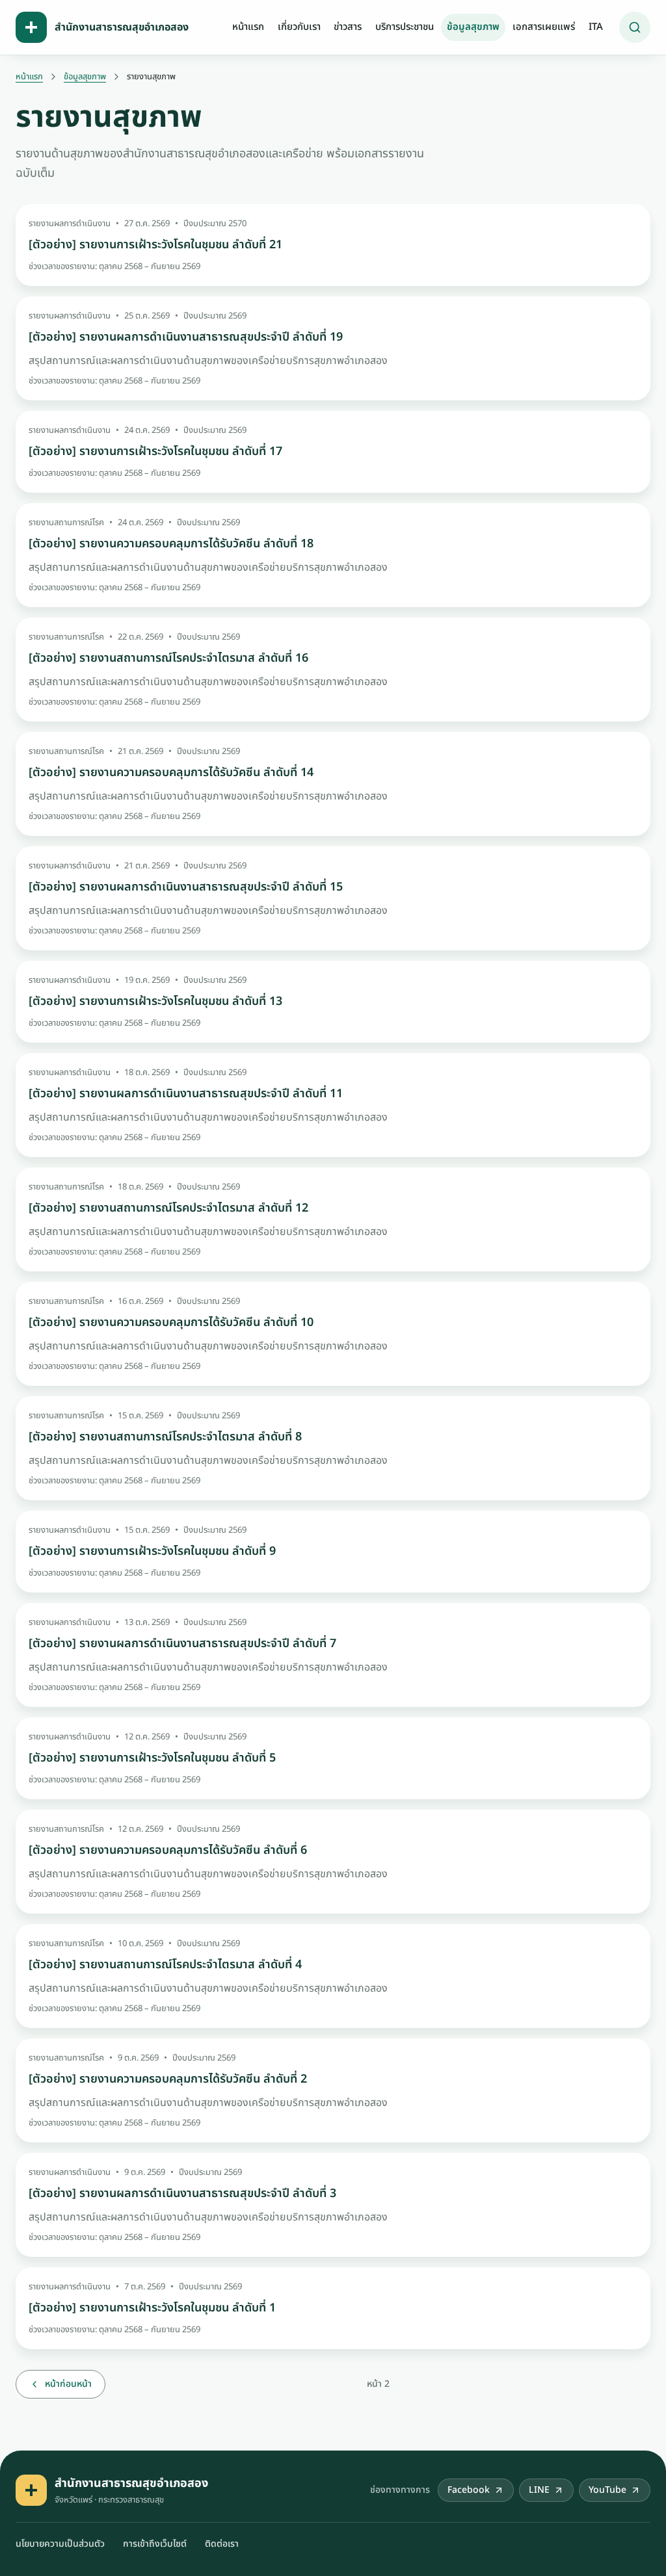 สำนักงานสาธารณสุขอำเภอสอง
หน้าแรก เกี่ยวกับเรา ข่าวสาร บริการประชาชน ข้อมูลสุขภาพ เอกสารเผยแพร่ ITA
หน้าแรก > ข้อมูลสุขภาพ > รายงานสุขภาพ
รายงานสุขภาพ
รายงานด้านสุขภาพของสำนักงานสาธารณสุขอำเภอสองและเครือข่าย พร้อมเอกสารรายงาน
ฉบับเต็ม
รายงานผลการดำเนินงาน • 27 ต.ค. 2569 • ปีงบประมาณ 2570
[ตัวอย่าง] รายงานการเฝ้าระวังโรคในชุมชน ลำดับที่ 21
ช่วงเวลาของรายงาน: ตุลาคม 2568 – กันยายน 2569
รายงานผลการดำเนินงาน • 25 ต.ค. 2569 • ปีงบประมาณ 2569
[ตัวอย่าง] รายงานผลการดำเนินงานสาธารณสุขประจำปี ลำดับที่ 19
สรุปสถานการณ์และผลการดำเนินงานด้านสุขภาพของเครือข่ายบริการสุขภาพอำเภอสอง
ช่วงเวลาของรายงาน: ตุลาคม 2568 – กันยายน 2569
รายงานผลการดำเนินงาน • 24 ต.ค. 2569 • ปีงบประมาณ 2569
[ตัวอย่าง] รายงานการเฝ้าระวังโรคในชุมชน ลำดับที่ 17
ช่วงเวลาของรายงาน: ตุลาคม 2568 – กันยายน 2569
รายงานสถานการณ์โรค • 24 ต.ค. 2569 • ปีงบประมาณ 2569
[ตัวอย่าง] รายงานความครอบคลุมการได้รับวัคซีน ลำดับที่ 18
สรุปสถานการณ์และผลการดำเนินงานด้านสุขภาพของเครือข่ายบริการสุขภาพอำเภอสอง
ช่วงเวลาของรายงาน: ตุลาคม 2568 – กันยายน 2569
รายงานสถานการณ์โรค • 22 ต.ค. 2569 • ปีงบประมาณ 2569
[ตัวอย่าง] รายงานสถานการณ์โรคประจำไตรมาส ลำดับที่ 16
สรุปสถานการณ์และผลการดำเนินงานด้านสุขภาพของเครือข่ายบริการสุขภาพอำเภอสอง
ช่วงเวลาของรายงาน: ตุลาคม 2568 – กันยายน 2569
รายงานสถานการณ์โรค • 21 ต.ค. 2569 • ปีงบประมาณ 2569
[ตัวอย่าง] รายงานความครอบคลุมการได้รับวัคซีน ลำดับที่ 14
สรุปสถานการณ์และผลการดำเนินงานด้านสุขภาพของเครือข่ายบริการสุขภาพอำเภอสอง
ช่วงเวลาของรายงาน: ตุลาคม 2568 – กันยายน 2569
รายงานผลการดำเนินงาน • 21 ต.ค. 2569 • ปีงบประมาณ 2569
[ตัวอย่าง] รายงานผลการดำเนินงานสาธารณสุขประจำปี ลำดับที่ 15
สรุปสถานการณ์และผลการดำเนินงานด้านสุขภาพของเครือข่ายบริการสุขภาพอำเภอสอง
ช่วงเวลาของรายงาน: ตุลาคม 2568 – กันยายน 2569
รายงานผลการดำเนินงาน • 19 ต.ค. 2569 • ปีงบประมาณ 2569
[ตัวอย่าง] รายงานการเฝ้าระวังโรคในชุมชน ลำดับที่ 13
ช่วงเวลาของรายงาน: ตุลาคม 2568 – กันยายน 2569
รายงานผลการดำเนินงาน • 18 ต.ค. 2569 • ปีงบประมาณ 2569
[ตัวอย่าง] รายงานผลการดำเนินงานสาธารณสุขประจำปี ลำดับที่ 11
สรุปสถานการณ์และผลการดำเนินงานด้านสุขภาพของเครือข่ายบริการสุขภาพอำเภอสอง
ช่วงเวลาของรายงาน: ตุลาคม 2568 – กันยายน 2569
รายงานสถานการณ์โรค • 18 ต.ค. 2569 • ปีงบประมาณ 2569
[ตัวอย่าง] รายงานสถานการณ์โรคประจำไตรมาส ลำดับที่ 12
สรุปสถานการณ์และผลการดำเนินงานด้านสุขภาพของเครือข่ายบริการสุขภาพอำเภอสอง
ช่วงเวลาของรายงาน: ตุลาคม 2568 – กันยายน 2569
รายงานสถานการณ์โรค • 16 ต.ค. 2569 • ปีงบประมาณ 2569
[ตัวอย่าง] รายงานความครอบคลุมการได้รับวัคซีน ลำดับที่ 10
สรุปสถานการณ์และผลการดำเนินงานด้านสุขภาพของเครือข่ายบริการสุขภาพอำเภอสอง
ช่วงเวลาของรายงาน: ตุลาคม 2568 – กันยายน 2569
รายงานสถานการณ์โรค • 15 ต.ค. 2569 • ปีงบประมาณ 2569
[ตัวอย่าง] รายงานสถานการณ์โรคประจำไตรมาส ลำดับที่ 8
สรุปสถานการณ์และผลการดำเนินงานด้านสุขภาพของเครือข่ายบริการสุขภาพอำเภอสอง
ช่วงเวลาของรายงาน: ตุลาคม 2568 – กันยายน 2569
รายงานผลการดำเนินงาน • 15 ต.ค. 2569 • ปีงบประมาณ 2569
[ตัวอย่าง] รายงานการเฝ้าระวังโรคในชุมชน ลำดับที่ 9
ช่วงเวลาของรายงาน: ตุลาคม 2568 – กันยายน 2569
รายงานผลการดำเนินงาน • 13 ต.ค. 2569 • ปีงบประมาณ 2569
[ตัวอย่าง] รายงานผลการดำเนินงานสาธารณสุขประจำปี ลำดับที่ 7
สรุปสถานการณ์และผลการดำเนินงานด้านสุขภาพของเครือข่ายบริการสุขภาพอำเภอสอง
ช่วงเวลาของรายงาน: ตุลาคม 2568 – กันยายน 2569
รายงานผลการดำเนินงาน • 12 ต.ค. 2569 • ปีงบประมาณ 2569
[ตัวอย่าง] รายงานการเฝ้าระวังโรคในชุมชน ลำดับที่ 5
ช่วงเวลาของรายงาน: ตุลาคม 2568 – กันยายน 2569
รายงานสถานการณ์โรค • 12 ต.ค. 2569 • ปีงบประมาณ 2569
[ตัวอย่าง] รายงานความครอบคลุมการได้รับวัคซีน ลำดับที่ 6
สรุปสถานการณ์และผลการดำเนินงานด้านสุขภาพของเครือข่ายบริการสุขภาพอำเภอสอง
ช่วงเวลาของรายงาน: ตุลาคม 2568 – กันยายน 2569
รายงานสถานการณ์โรค • 10 ต.ค. 2569 • ปีงบประมาณ 2569
[ตัวอย่าง] รายงานสถานการณ์โรคประจำไตรมาส ลำดับที่ 4
สรุปสถานการณ์และผลการดำเนินงานด้านสุขภาพของเครือข่ายบริการสุขภาพอำเภอสอง
ช่วงเวลาของรายงาน: ตุลาคม 2568 – กันยายน 2569
รายงานสถานการณ์โรค • 9 ต.ค. 2569 • ปีงบประมาณ 2569
[ตัวอย่าง] รายงานความครอบคลุมการได้รับวัคซีน ลำดับที่ 2
สรุปสถานการณ์และผลการดำเนินงานด้านสุขภาพของเครือข่ายบริการสุขภาพอำเภอสอง
ช่วงเวลาของรายงาน: ตุลาคม 2568 – กันยายน 2569
รายงานผลการดำเนินงาน • 9 ต.ค. 2569 • ปีงบประมาณ 2569
[ตัวอย่าง] รายงานผลการดำเนินงานสาธารณสุขประจำปี ลำดับที่ 3
สรุปสถานการณ์และผลการดำเนินงานด้านสุขภาพของเครือข่ายบริการสุขภาพอำเภอสอง
ช่วงเวลาของรายงาน: ตุลาคม 2568 – กันยายน 2569
รายงานผลการดำเนินงาน • 7 ต.ค. 2569 • ปีงบประมาณ 2569
[ตัวอย่าง] รายงานการเฝ้าระวังโรคในชุมชน ลำดับที่ 1
ช่วงเวลาของรายงาน: ตุลาคม 2568 – กันยายน 2569
หน้าก่อนหน้า หน้า 2
สำนักงานสาธารณสุขอำเภอสอง
จังหวัดแพร่ · กระทรวงสาธารณสุข
ช่องทางทางการ Facebook LINE YouTube
นโยบายความเป็นส่วนตัว การเข้าถึงเว็บไซต์ ติดต่อเรา